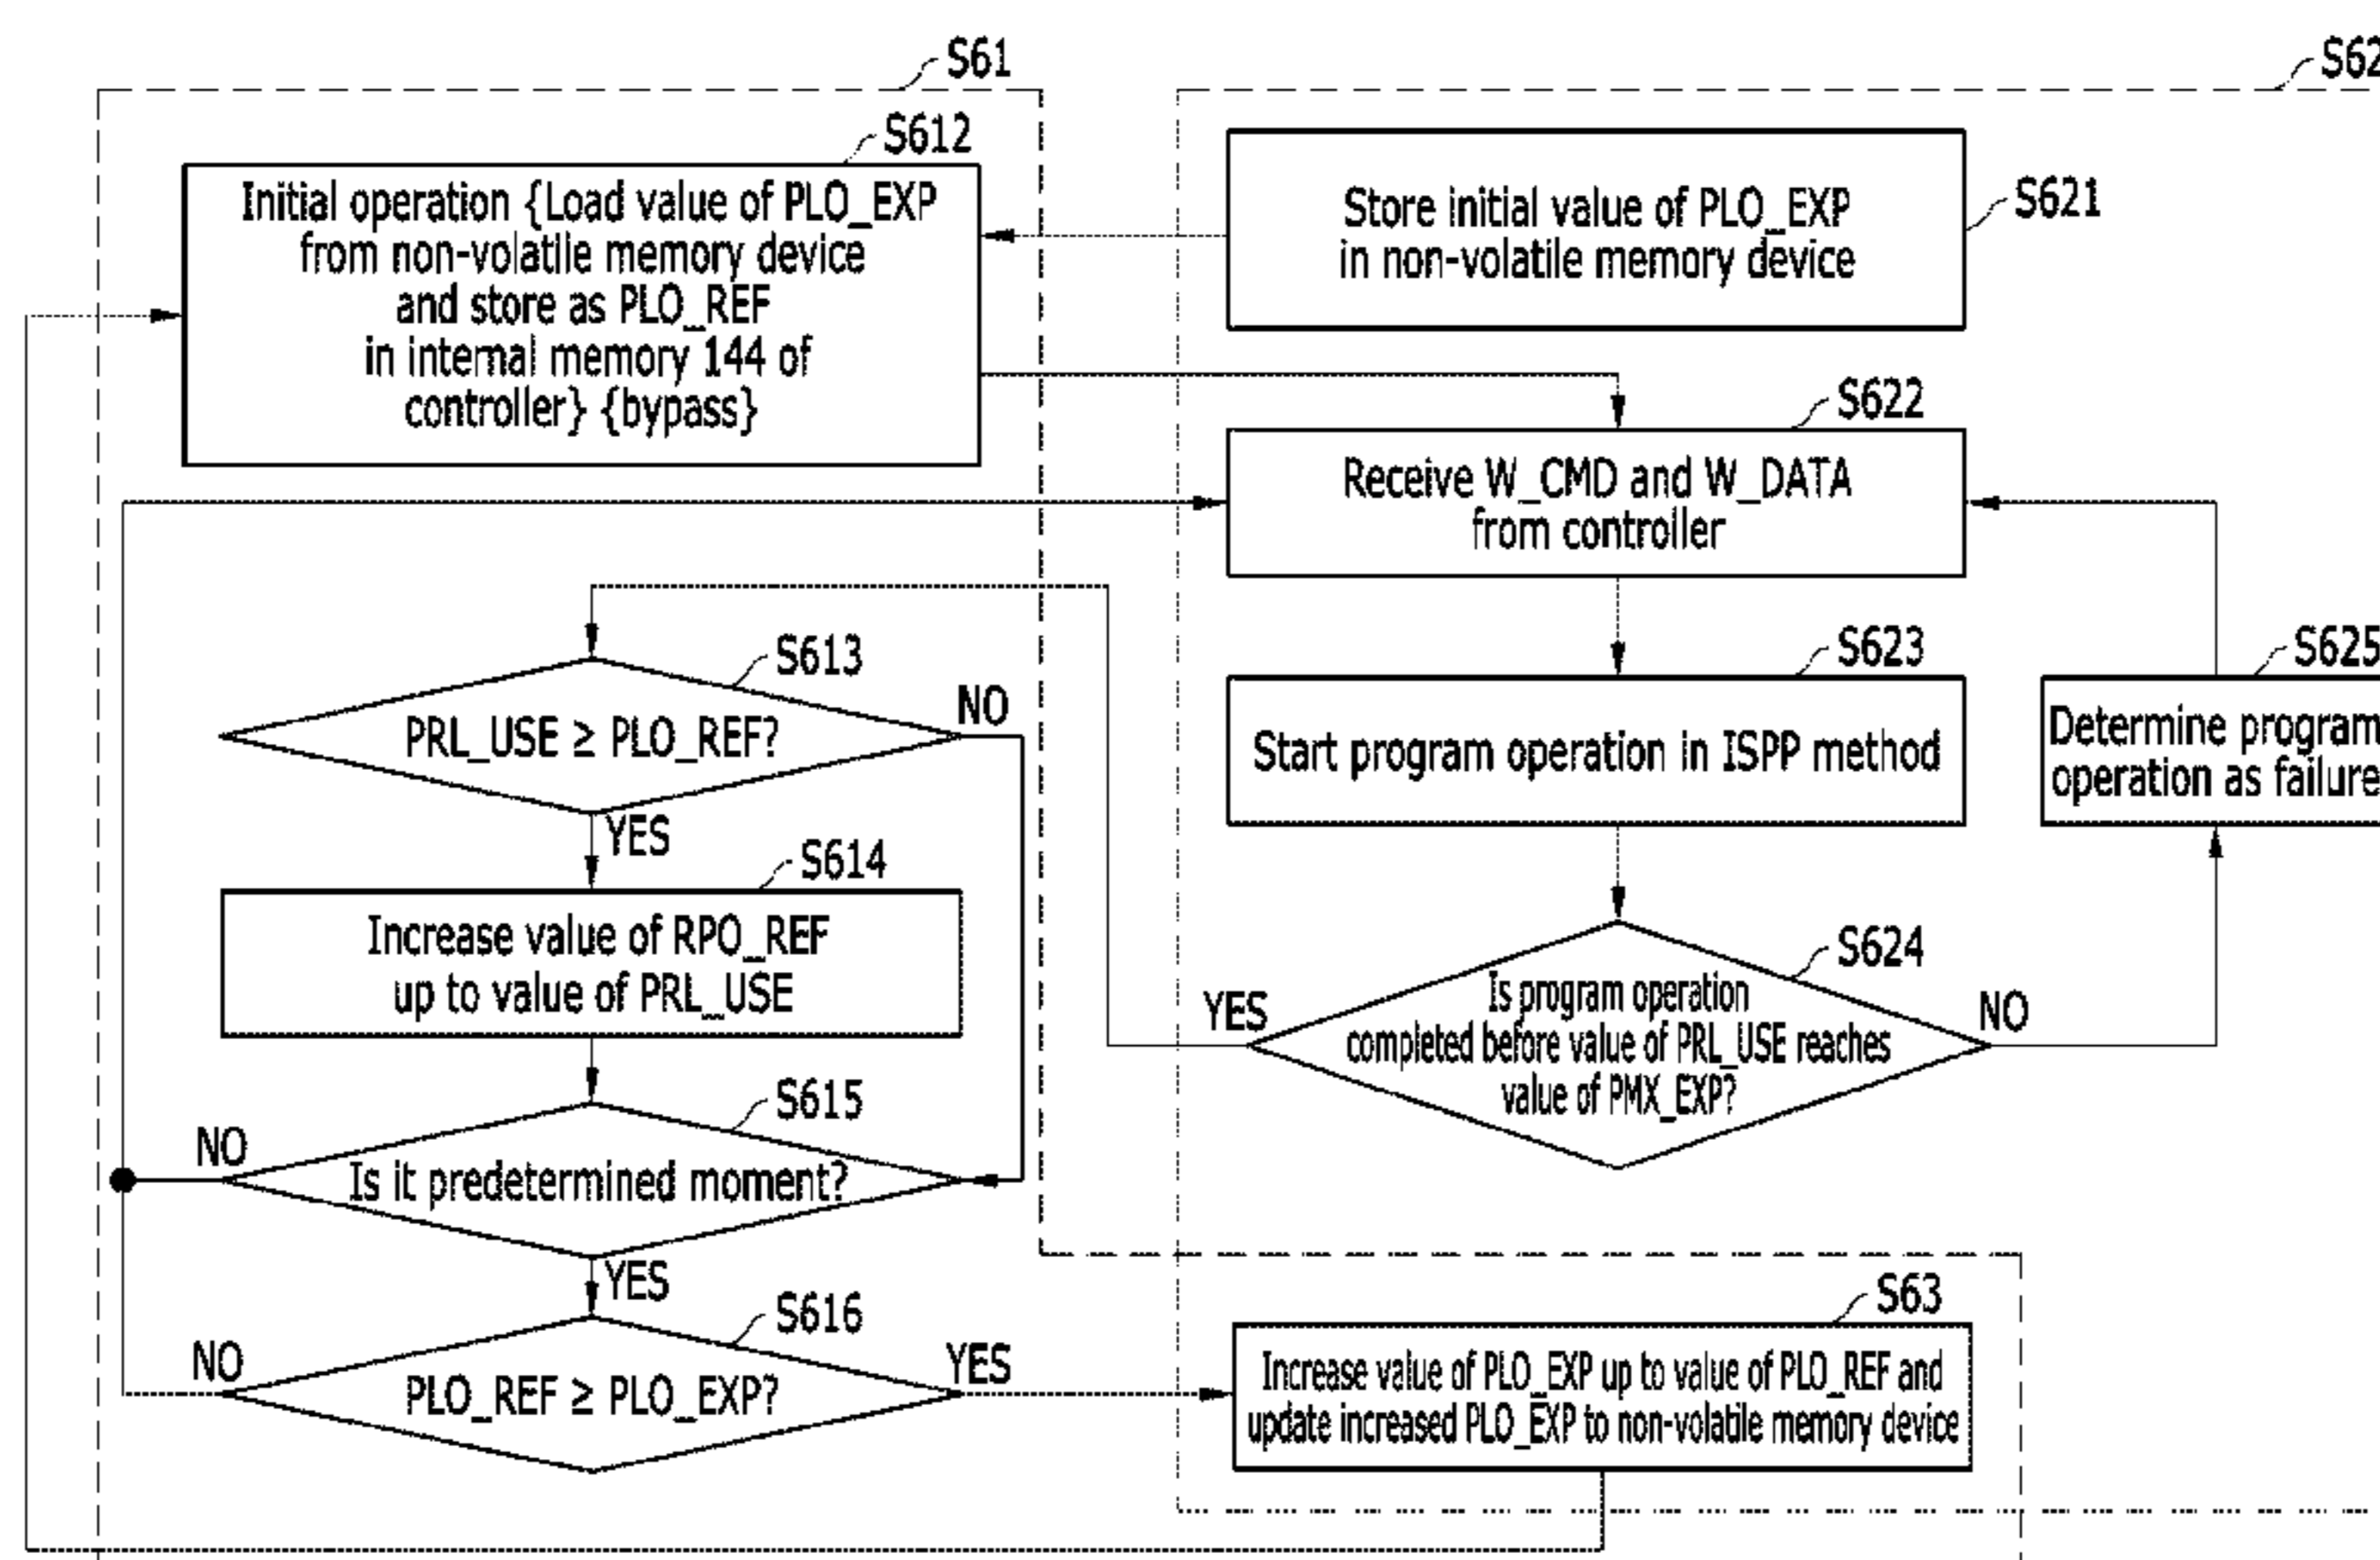 S61
S62
S612
Initial operation {Load value of PLO_EXP
from non-volatile memory device
and store as PLO_REF
in internal memory 144 of
controller} {bypass}
Store initial value of PLO_EXP
in non-volatile memory device
S621
S622
Receive W_CMD and W_DATA
from controller
S613
PRL_USE ≥ PLO_REF?
NO
YES
S623
Start program operation in ISPP method
S625
Determine program
operation as failure
S614
Increase value of RPO_REF
up to value of PRL_USE
S624
Is program operation
completed before value of PRL_USE reaches
value of PMX_EXP?
YES
NO
S615
Is it predetermined moment?
NO
YES
S616
PLO_REF ≥ PLO_EXP?
NO
YES
S63
Increase value of PLO_EXP up to value of PLO_REF and
update increased PLO_EXP to non-volatile memory device